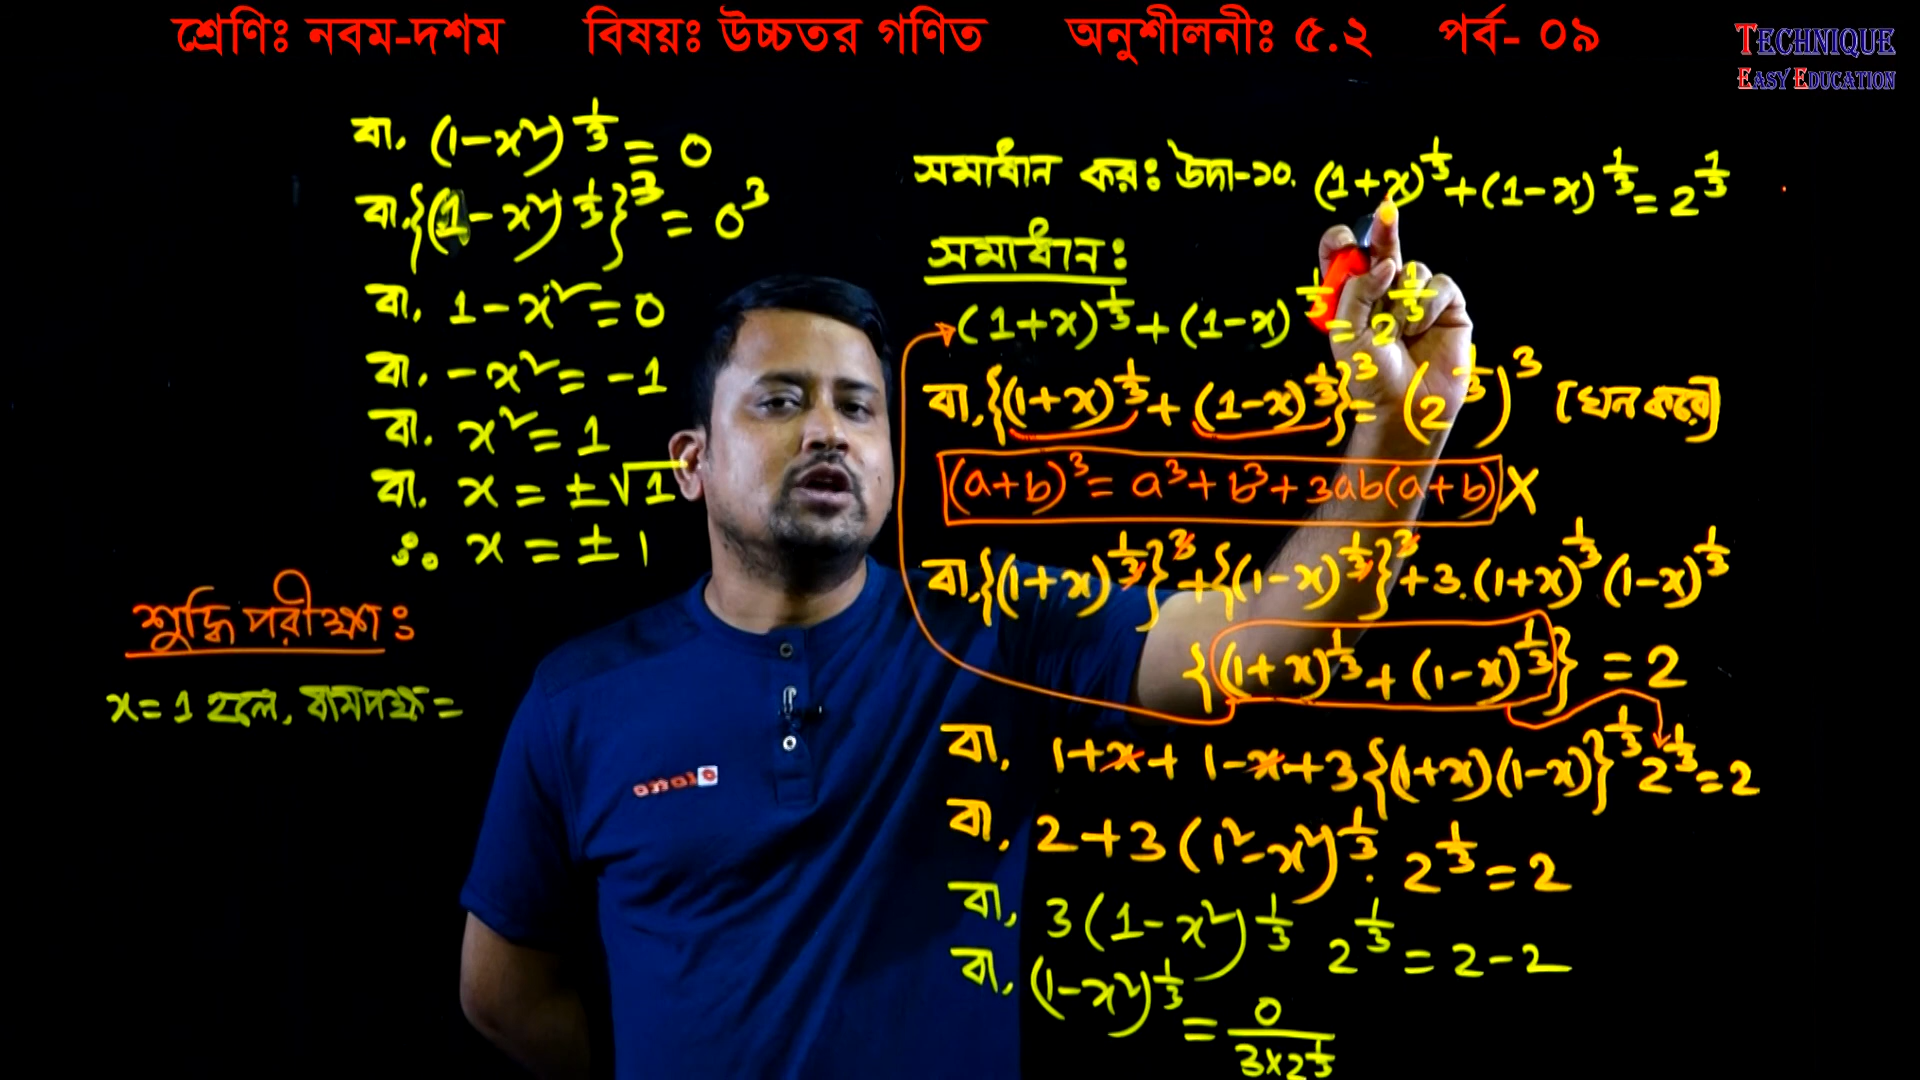 শ্রেণিঃ নবম-দশম বিষয়ঃ উচ্চতর গণিত অনুশীলনীঃ ৫.২ পর্ব- ০৯
TECHNIQUE
EASY EDUCATION
বা, (1-x²)^{1/3} = 0
বা, {(1-x²)^{1/3}}³ = 0³
বা, 1-x² = 0
বা, -x² = -1
বা, x² = 1
বা, x = ±√1
∴ x = ± 1
শুদ্ধি পরীক্ষা ঃ
x = 1 হলে, বামপক্ষ =
সমাধান করঃ উদা-১০. (1+x)^{1/3} + (1-x)^{1/3} = 2^{1/3}
সমাধান ঃ
(1+x)^{1/3} + (1-x)^{1/3} = 2^{1/3}
বা, {(1+x)^{1/3} + (1-x)^{1/3}}³ = (2^{1/3})³ [ঘন করে]
(a+b)³ = a³+b³+3ab(a+b) X
বা, {(1+x)^{1/3}}³ + {(1-x)^{1/3}}³ + 3.(1+x)^{1/3} (1-x)^{1/3}
{(1+x)^{1/3} + (1-x)^{1/3}} = 2
বা, 1+x+1-x+3{(1+x)(1-x)}^{1/3} 2^{1/3} = 2
বা, 2+3(1²-x²)^{1/3} . 2^{1/3} = 2
বা, 3(1-x²)^{1/3} 2^{1/3} = 2-2
বা, (1-x²)^{1/3} = 0/(3×2^{1/3})